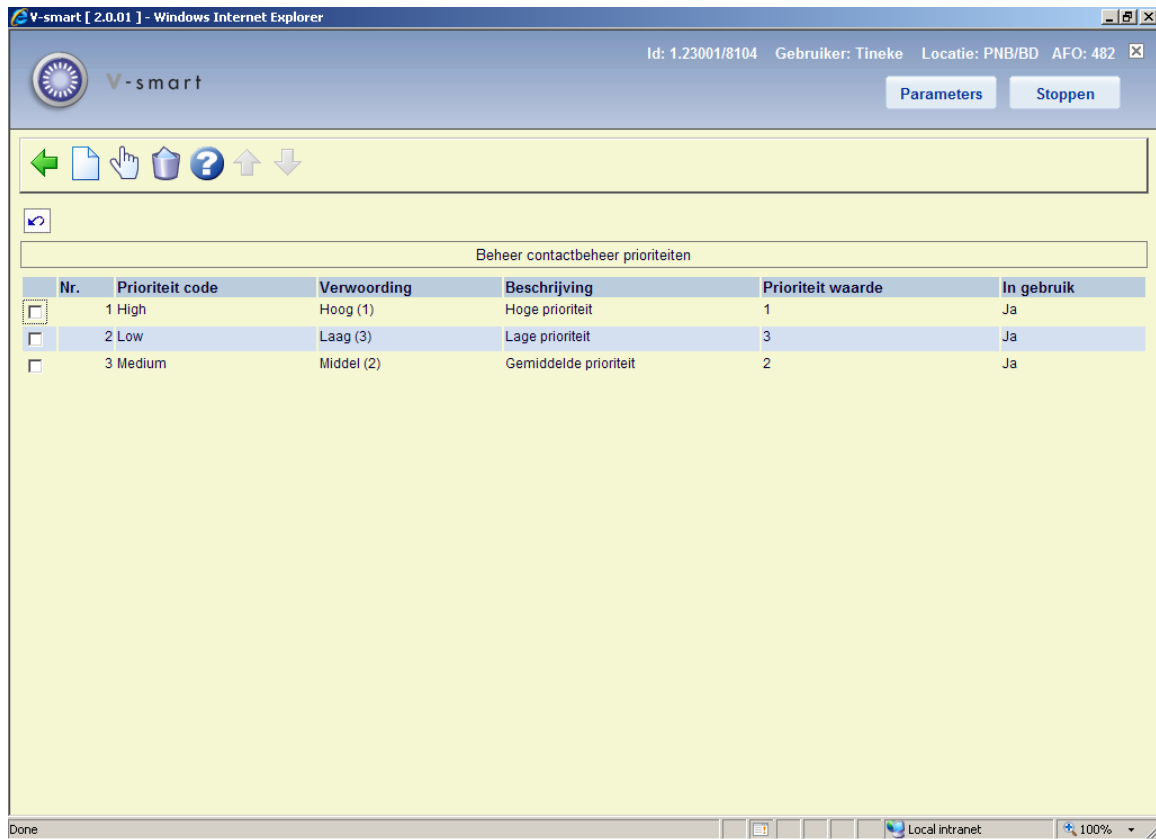 V-smart [ 2.0.01 ] - Windows Internet Explorer
Id: 1.23001/8104 Gebruiker: Tineke Locatie: PNB/BD AFO: 482
V-smart
Parameters Stoppen
Beheer contactbeheer prioriteiten
Nr. Prioriteit code Verwoording Beschrijving Prioriteit waarde In gebruik
1 High Hoog (1) Hoge prioriteit 1 Ja
2 Low Laag (3) Lage prioriteit 3 Ja
3 Medium Middel (2) Gemiddelde prioriteit 2 Ja
Done Local intranet 100%